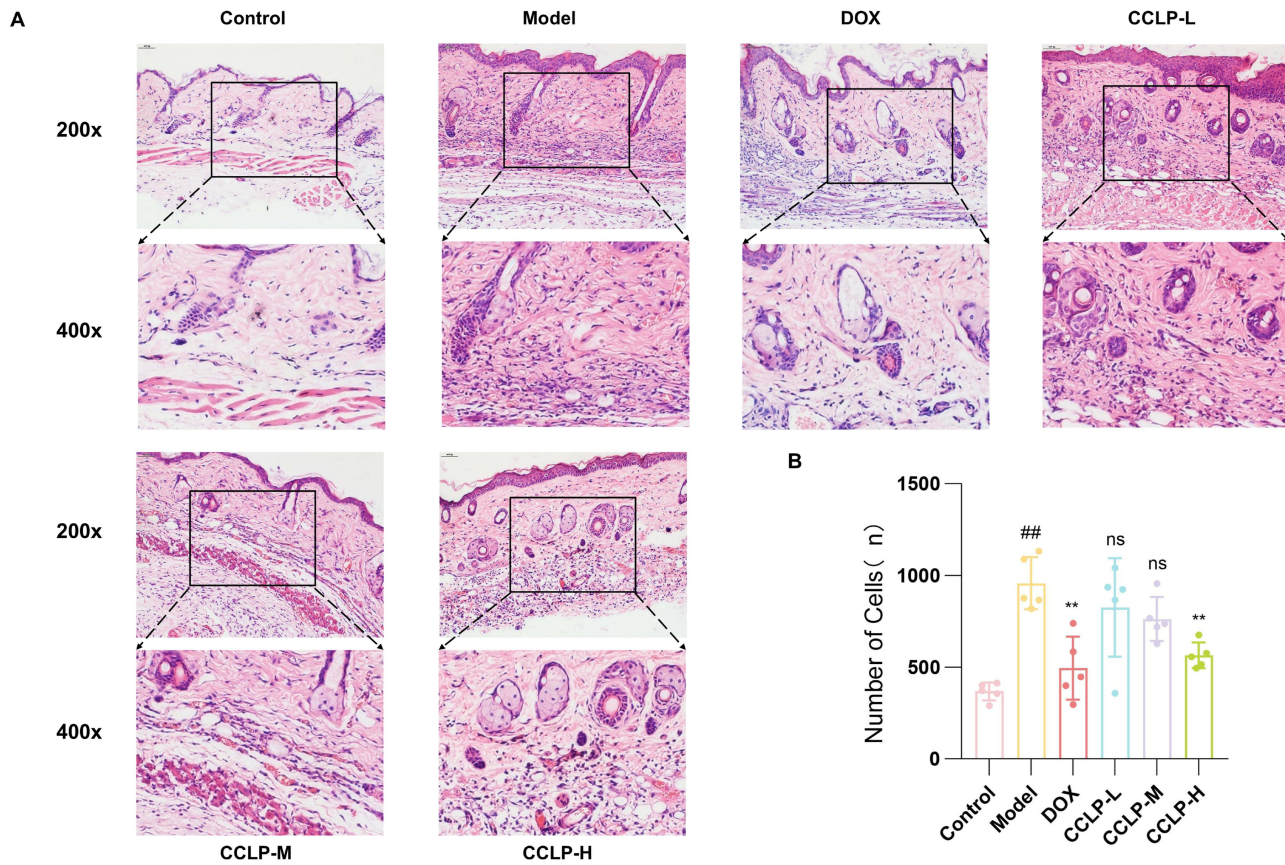 A
Control
Model
DOX
CCLP-L
200x
400x
200x
400x
CCLP-M
CCLP-H
B
Number of Cells( n)
1500
1000
500
0
##
**
ns
ns
**
Control
Model
DOX
CCLP-L
CCLP-M
CCLP-H